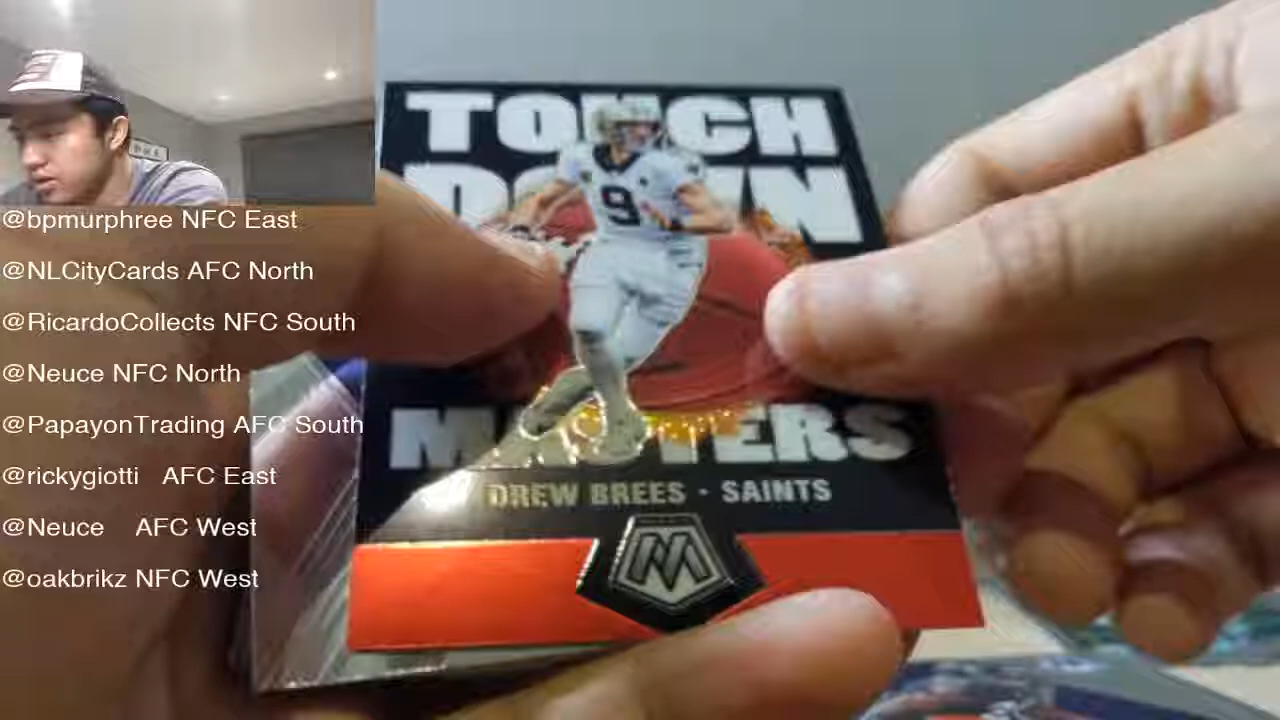 @bpmurphree NFC East
@NLCityCards AFC North
@RicardoCollects NFC South
@Neuce NFC North
@PapayonTrading AFC South
@rickygiotti AFC East
@Neuce AFC West
@oakbrikz NFC West
TOUCH
DOWN
9
MASTERS
DREW BREES · SAINTS
M